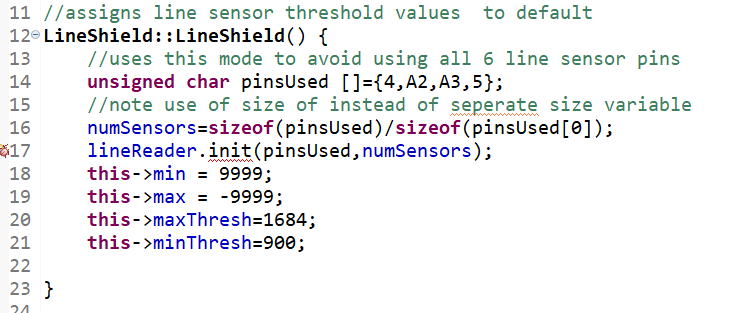 11 //assigns line sensor threshold values  to default
12 LineShield::LineShield() {
13     //uses this mode to avoid using all 6 line sensor pins
14     unsigned char pinsUsed []={4,A2,A3,5};
15     //note use of size of instead of seperate size variable
16     numSensors=sizeof(pinsUsed)/sizeof(pinsUsed[0]);
17     lineReader.init(pinsUsed,numSensors);
18     this->min = 9999;
19     this->max = -9999;
20     this->maxThresh=1684;
21     this->minThresh=900;
22
23 }
24